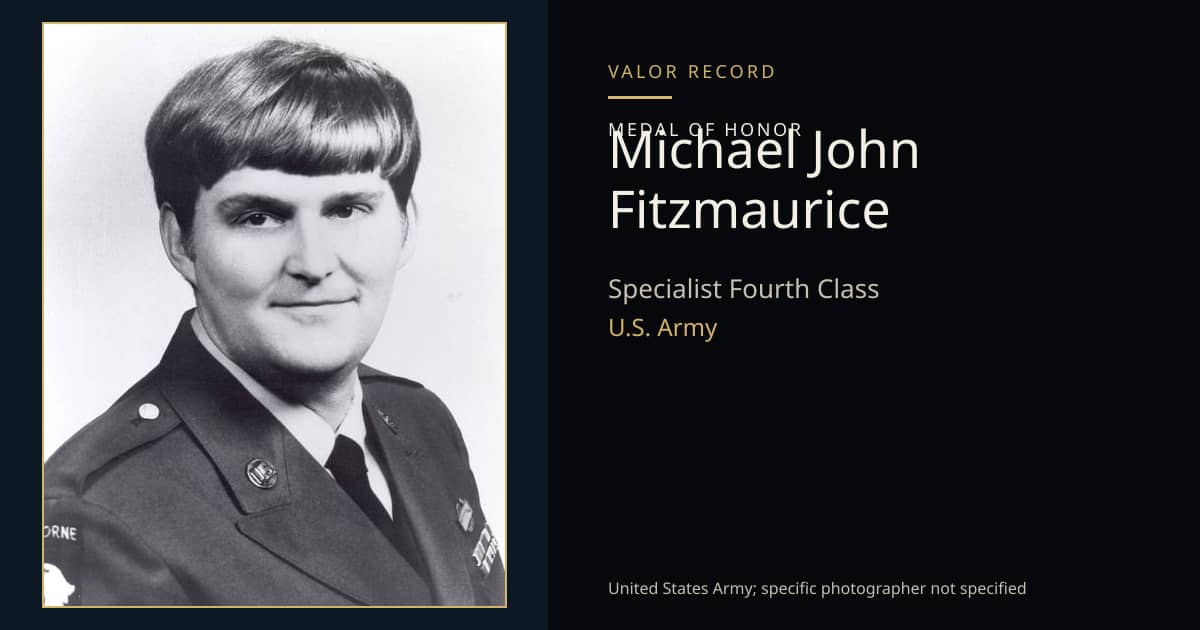 VALOR RECORD
MEDAL OF HONOR
Michael John
Fitzmaurice
Specialist Fourth Class
U.S. Army
ORNE
United States Army; specific photographer not specified